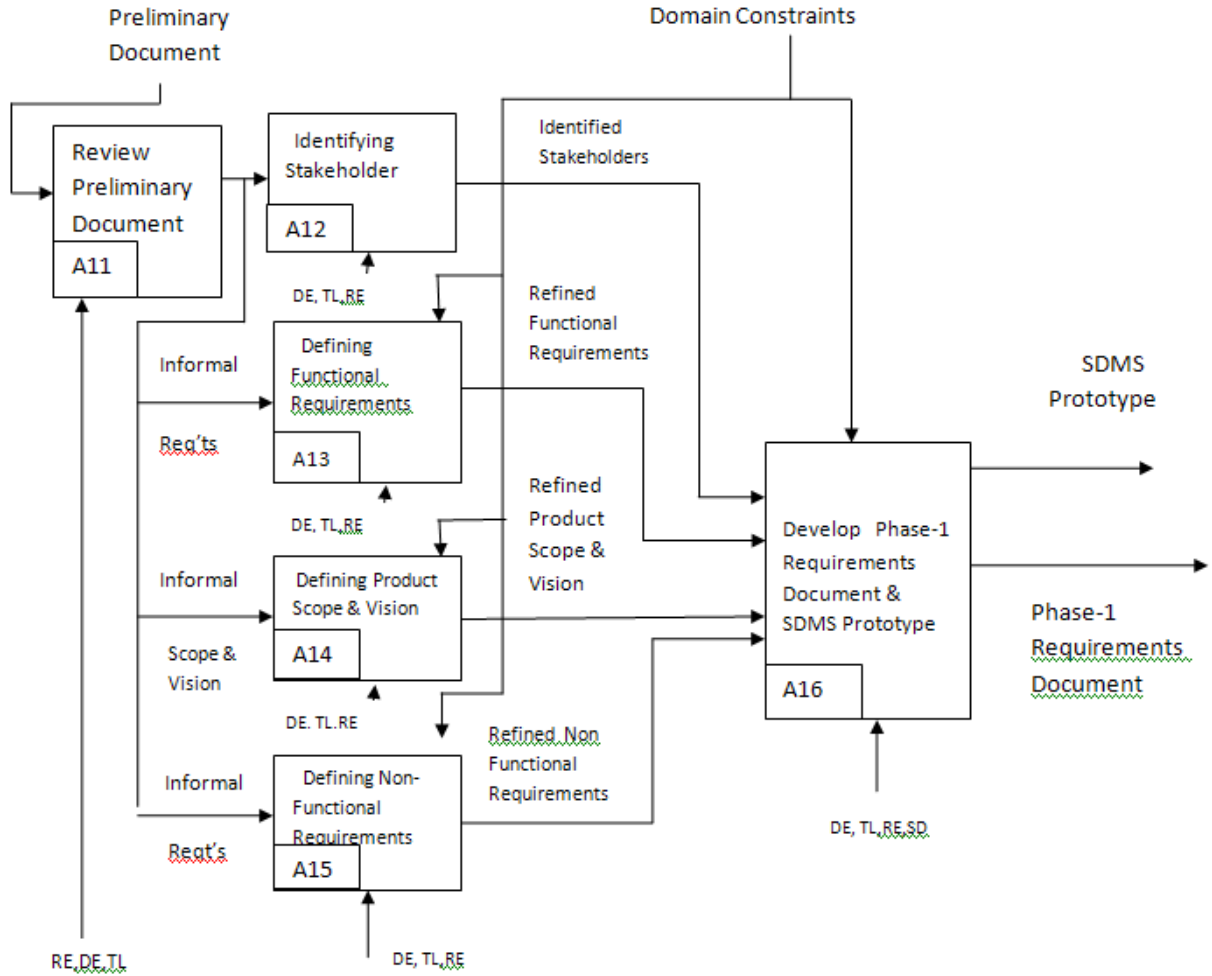 Preliminary
Document
Domain Constraints
Review
Preliminary
Document
A11
Identifying
Stakeholder
A12
DE, TL,RE
Identified
Stakeholders
Informal
Req'ts
Defining
Functional
Requirements
A13
DE, TL,RE
Refined
Functional
Requirements
Informal
Scope &
Vision
Defining Product
Scope & Vision
A14
DE. TL.RE
Refined
Product
Scope &
Vision
Informal
Reqt's
Defining Non-
Functional
Requirements
A15
DE, TL,RE
Refined Non
Functional
Requirements
Develop Phase-1
Requirements
Document &
SDMS Prototype
A16
DE, TL,RE,SD
SDMS
Prototype
Phase-1
Requirements
Document
RE,DE,TL